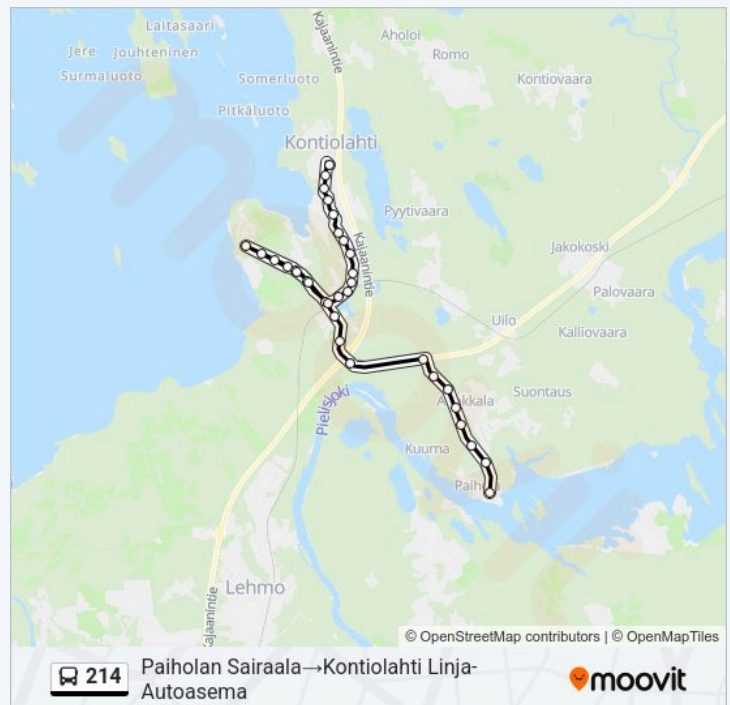 Laitasaari
Jere
Jouhteninen
Surmaluoto
Kajaanintie
Aholoi
Romo
Somerluoto
Kontiovaara
Pitkäluoto
Kontiolahti
Pyytivaara
Kajaanintie
Jakokoski
Palovaara
Uilo
Kalliovaara
Pielisjoki
Suontaus
Kuurna
Lehmo
Kajaanintie
© OpenStreetMap contributors | © OpenMapTiles
214
Paiholan Sairaala→Kontiolahti Linja-
Autoasema
moovit